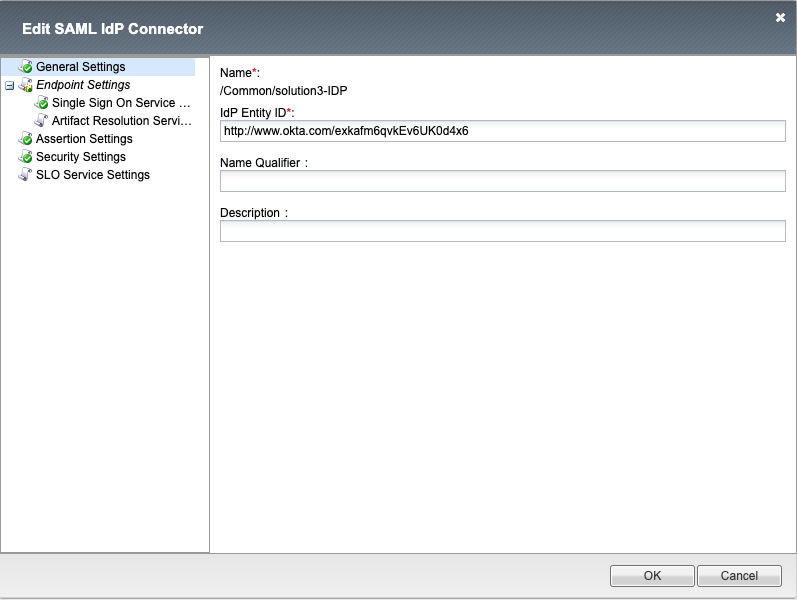 Edit SAML IdP Connector
General Settings
Endpoint Settings
Single Sign On Service ...
Artifact Resolution Servi...
Assertion Settings
Security Settings
SLO Service Settings
Name*:
/Common/solution3-IDP
IdP Entity ID*:
http://www.okta.com/exkafm6qvkEv6UK0d4x6
Name Qualifier :
Description :
OK
Cancel